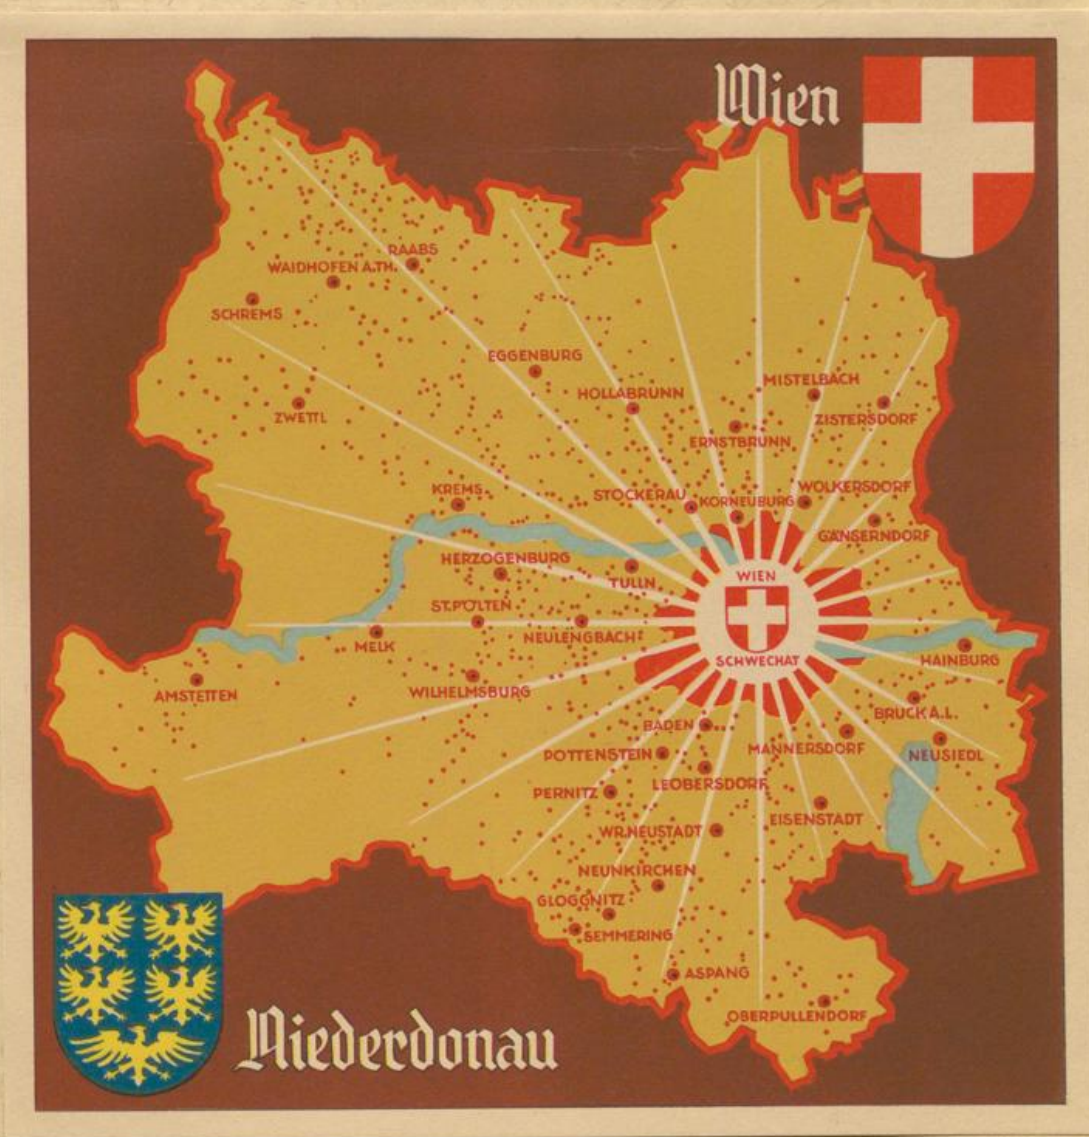 Wien
RAABS
WAIDHOFEN A.TH.
SCHREMS
EGGENBURG
MISTELBACH
HOLLABRUNN
ZWETTL
ZISTERSDORF
ERNSTBRUNN
KREMS
STOCKERAU
KORNEUBURG
WOLKERSDORF
GÄNSERNDORF
HERZOGENBURG
TULLN
WIEN
ST.PÖLTEN
NEULENGBACH
MELK
SCHWECHAT
HAINBURG
AMSTETTEN
WILHELMSBURG
BRUCK A.L.
BADEN
MANNERSDORF
POTTENSTEIN
NEUSIEDL
LEOBERSDORF
PERNITZ
EISENSTADT
WR.NEUSTADT
NEUNKIRCHEN
GLOGGNITZ
SEMMERING
ASPANG
OBERPULLENDORF
Niederdonau